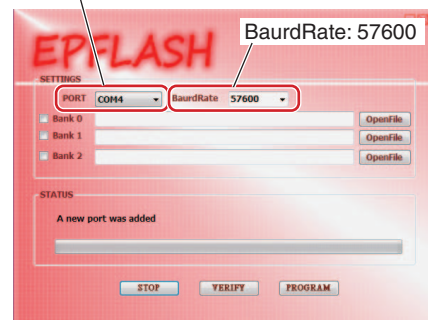 BaurdRate: 57600
EPFLASH
SETTINGS
PORT COM4 BaurdRate 57600
Bank 0 OpenFile
Bank 1 OpenFile
Bank 2 OpenFile
STATUS
A new port was added
STOP VERIFY PROGRAM